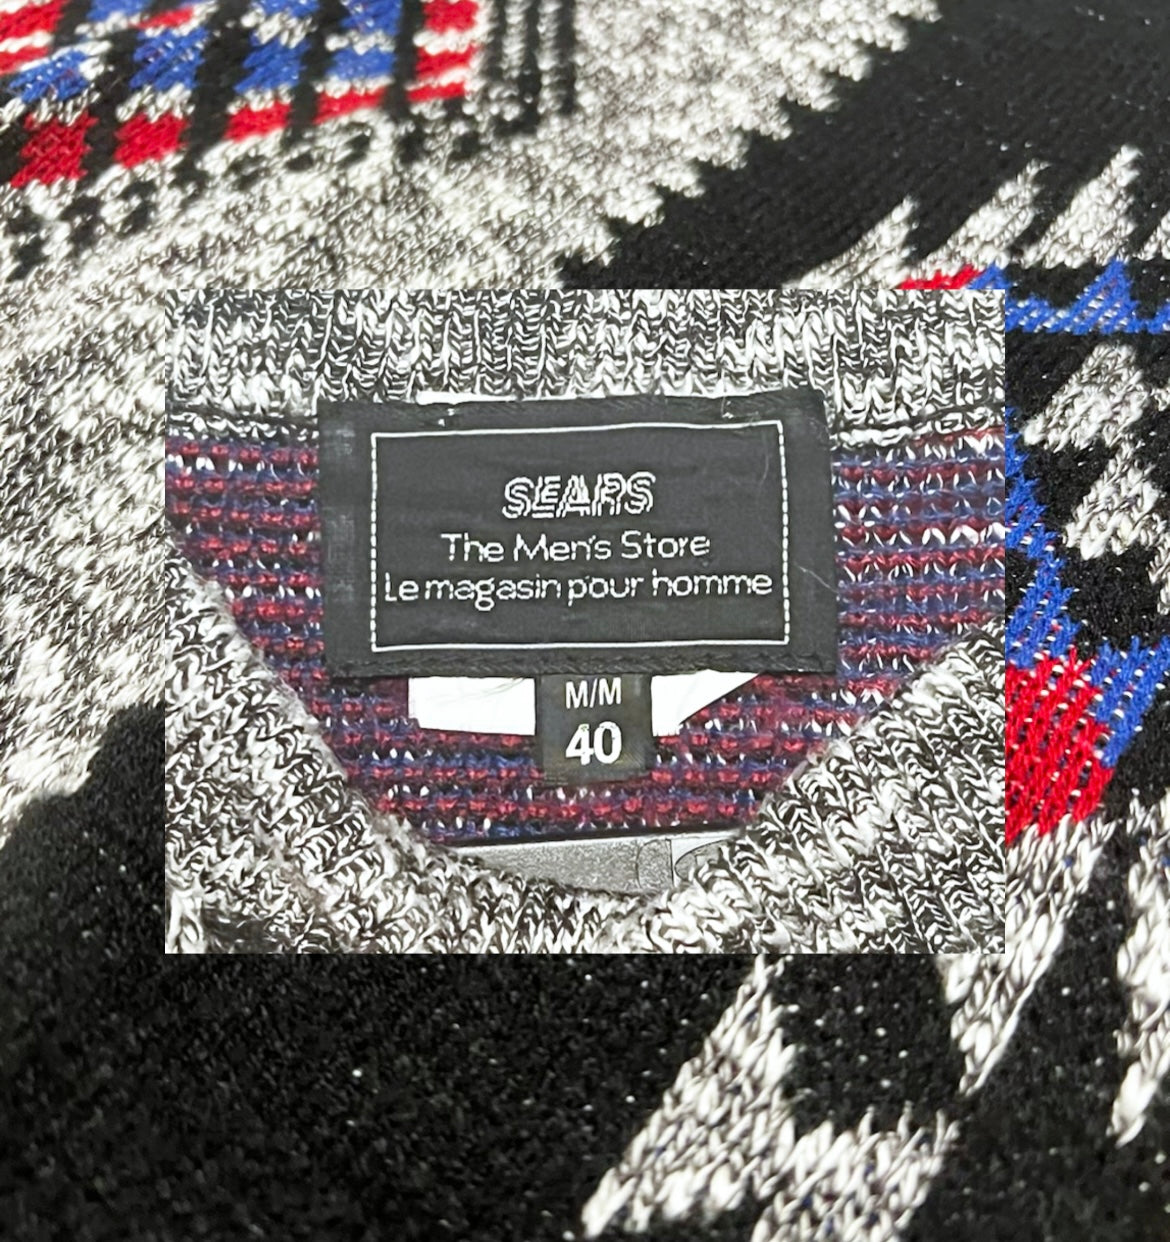 SEARS
The Men's Store
Le magasin pour homme
M/M
40